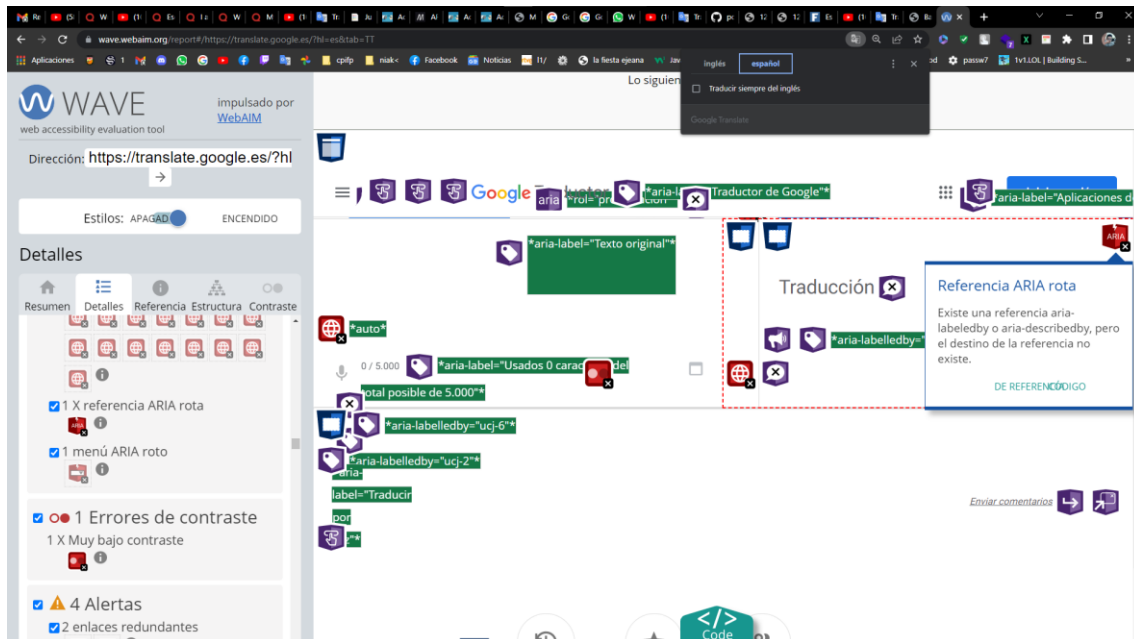 wave.webaim.org/report#/https://translate.google.es/?hl=es&tab=TT
Aplicaciones
cpifp
niak<
Facebook
Noticias
la fiesta ejeana
passw7
1v1.LOL | Building S...
inglés español
Traducir siempre del inglés
Google Translate
Lo siguien
WAVE
web accessibility evaluation tool
impulsado por
WebAIM
Dirección: https://translate.google.es/?hl
Estilos: APAGAD ENCENDIDO
Detalles
Resumen Detalles Referencia Estructura Contraste
1 X referencia ARIA rota
1 menú ARIA roto
1 Errores de contraste
1 X Muy bajo contraste
4 Alertas
2 enlaces redundantes
Google
aria
Traductor de Google"*
aria-label="Aplicaciones d
*aria-label="Texto original"*
*auto*
0 / 5.000
*aria-label="Usados 0 carac
del
total posible de 5.000"*
*aria-labelledby="ucj-6"*
*aria-labelledby="ucj-2"*
aria-
label="Traducir
por
Traducción
*aria-labelledby="
ARIA
Referencia ARIA rota
Existe una referencia aria-
labeledby o aria-describedby, pero
el destino de la referencia no
existe.
Enviar comentarios
</>
Code